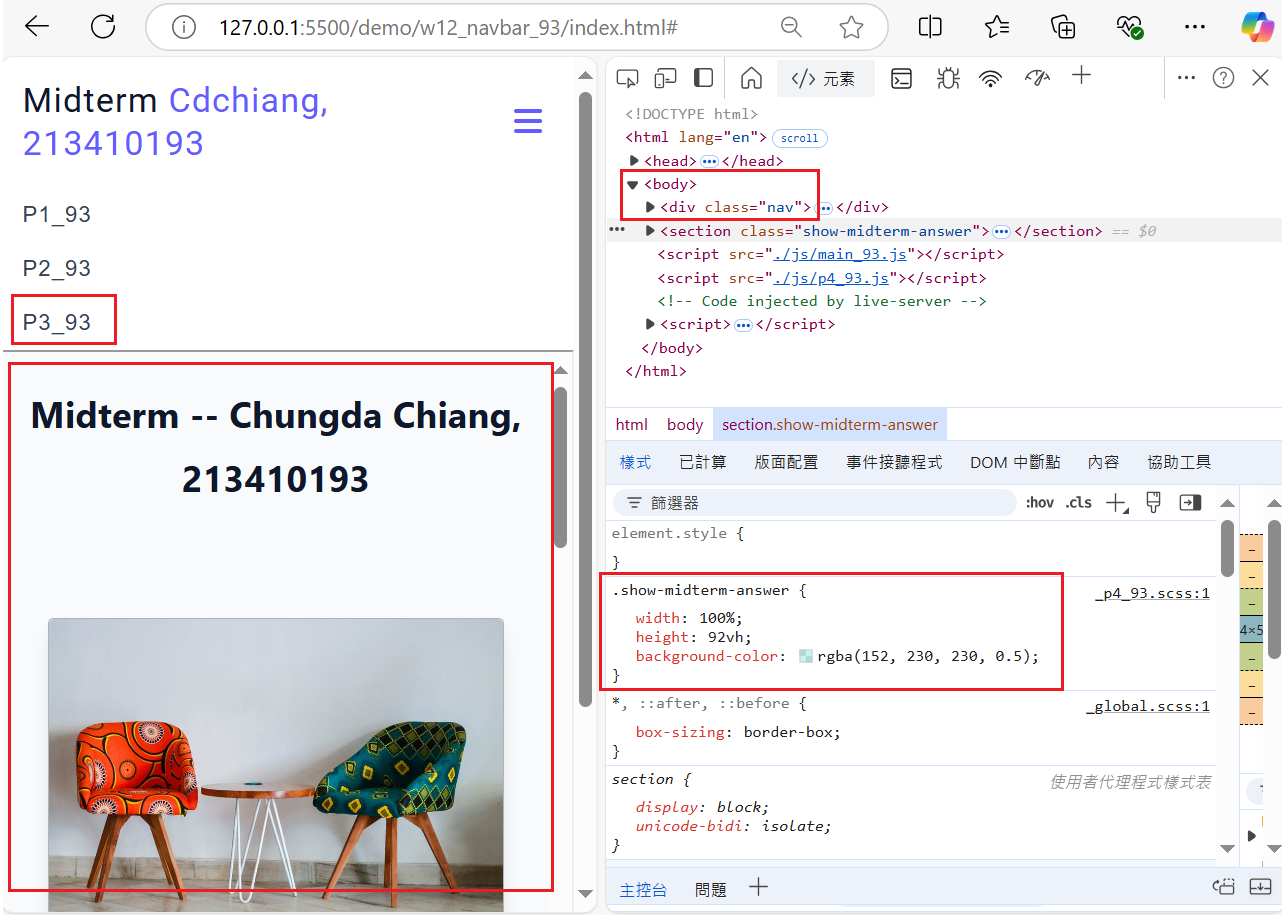 127.0.0.1:5500/demo/w12_navbar_93/index.html#
Midterm Cdchiang,
213410193
P1_93
P2_93
P3_93
Midterm -- Chungda Chiang,
213410193
</> 元素
<!DOCTYPE html>
<html lang="en"> scroll
<head> ••• </head>
<body>
<div class="nav"> ••• </div>
••• <section class="show-midterm-answer"> ••• </section> == $0
<script src="./js/main_93.js"></script>
<script src="./js/p4_93.js"></script>
<!-- Code injected by live-server -->
<script> ••• </script>
</body>
</html>
html body section.show-midterm-answer
樣式 已計算 版面配置 事件接聽程式 DOM 中斷點 內容 協助工具
篩選器 :hov .cls
element.style {
}
.show-midterm-answer { _p4_93.scss:1
width: 100%;
height: 92vh;
background-color: rgba(152, 230, 230, 0.5);
}
*, ::after, ::before { _global.scss:1
box-sizing: border-box;
}
section { 使用者代理程式樣式表
display: block;
unicode-bidi: isolate;
}
–
–
–
4×5
–
–
–
主控台 問題